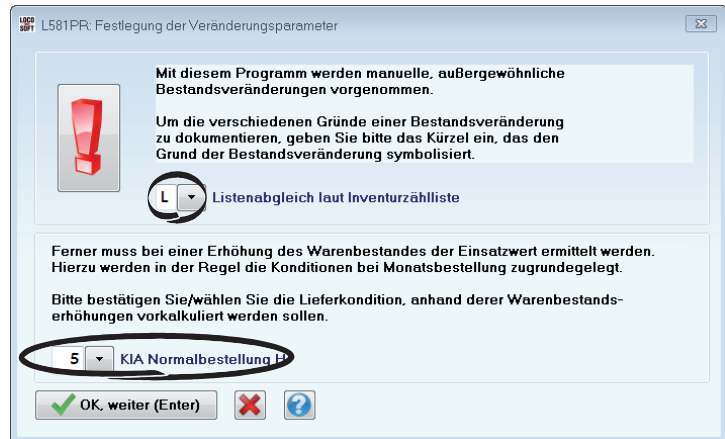 LOCO
SOFT
L581PR: Festlegung der Veränderungsparameter
Mit diesem Programm werden manuelle, außergewöhnliche
Bestandsveränderungen vorgenommen.
Um die verschiedenen Gründe einer Bestandsveränderung
zu dokumentieren, geben Sie bitte das Kürzel ein, das den
Grund der Bestandsveränderung symbolisiert.
L Listenabgleich laut Inventurzählliste
Ferner muss bei einer Erhöhung des Warenbestandes der Einsatzwert ermittelt werden.
Hierzu werden in der Regel die Konditionen bei Monatsbestellung zugrundegelegt.
Bitte bestätigen Sie/wählen Sie die Lieferkondition, anhand derer Warenbestands-
erhöhungen vorkalkuliert werden sollen.
5 KIA Normalbestellung H
OK, weiter (Enter)